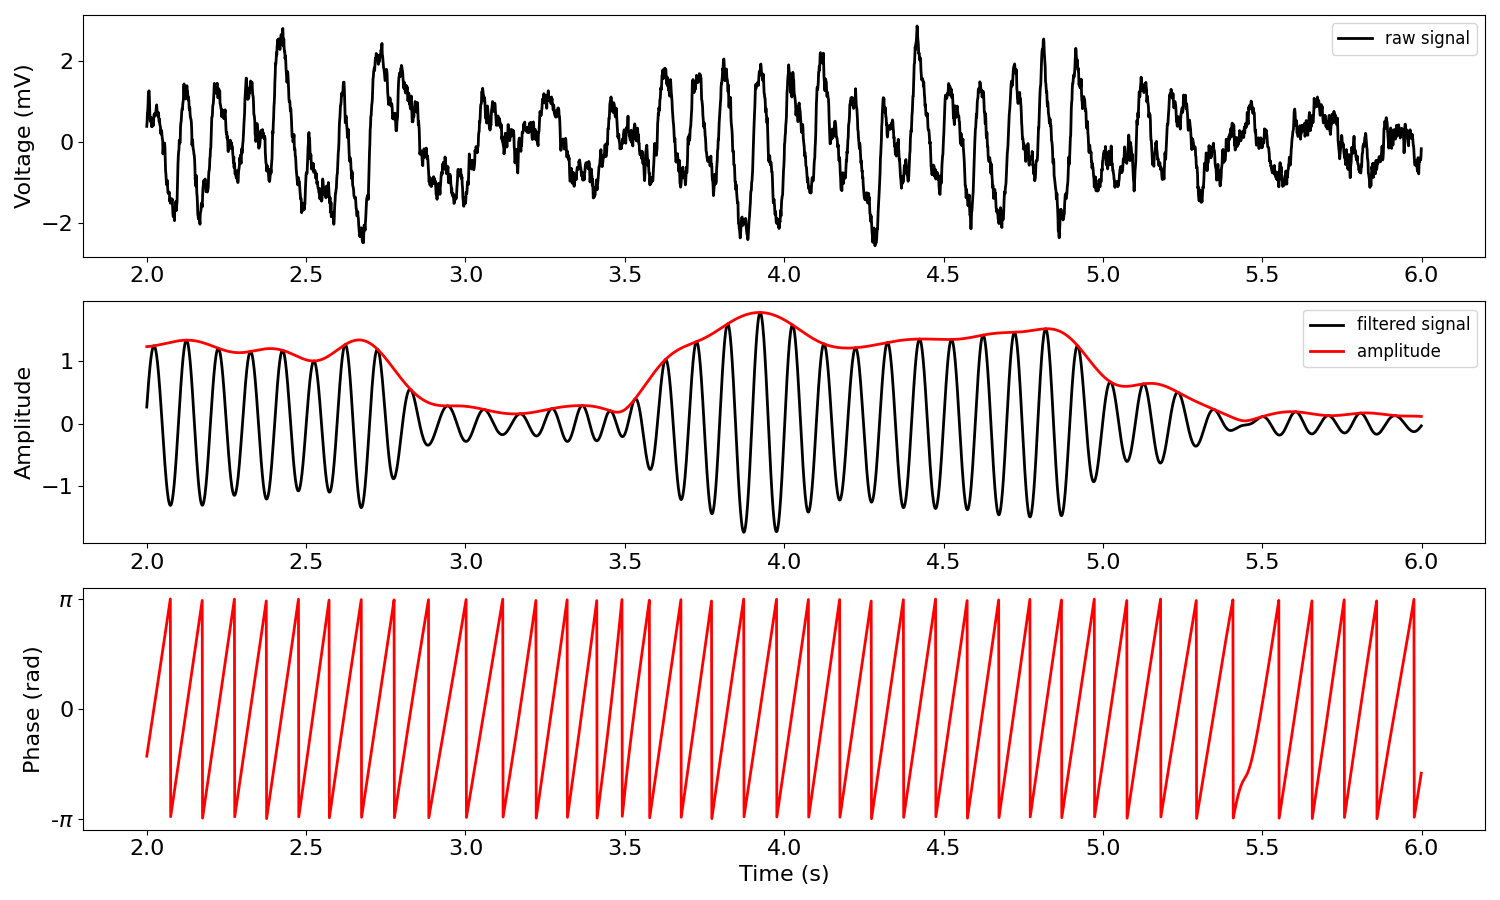 Voltage (mV)
2
0
−2
raw signal
2.0 2.5 3.0 3.5 4.0 4.5 5.0 5.5 6.0
Amplitude
1
0
−1
filtered signal
amplitude
2.0 2.5 3.0 3.5 4.0 4.5 5.0 5.5 6.0
Phase (rad)
π
0
-π
2.0 2.5 3.0 3.5 4.0 4.5 5.0 5.5 6.0
Time (s)